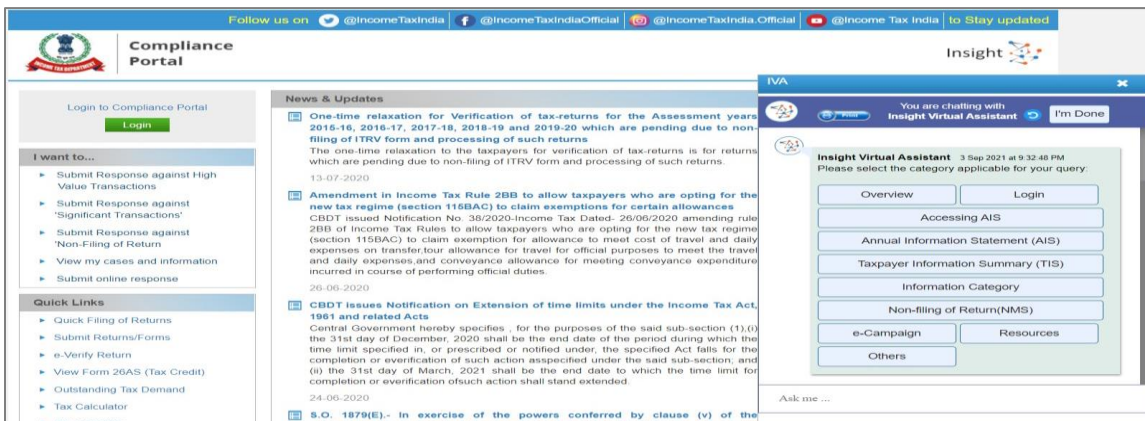 Follow us on @IncomeTaxIndia @IncomeTaxIndiaOfficial @IncomeTaxIndia.Official @Income Tax India to Stay updated
INCOME TAX DEPARTMENT
Compliance
Portal
Insight
Login to Compliance Portal
Login
I want to...
Submit Response against High
Value Transactions
Submit Response against
'Significant Transactions'
Submit Response against
'Non-Filing of Return
View my cases and information
Submit online response
Quick Links
Quick Filing of Returns
Submit Returns/Forms
e-Verify Return
View Form 26AS (Tax Credit)
Outstanding Tax Demand
Tax Calculator
News & Updates
One-time relaxation for Verification of tax-returns for the Assessment years
2015-16, 2016-17, 2017-18, 2018-19 and 2019-20 which are pending due to non-
filing of ITRV form and processing of such returns
The one-time relaxation to the taxpayers for verification of tax-returns is for returns
which are pending due to non-filing of ITRV form and processing of such returns.
13-07-2020
Amendment in Income Tax Rule 2BB to allow taxpayers who are opting for the
new tax regime (section 115BAC) to claim exemptions for certain allowances
CBDT issued Notification No. 38/2020-Income Tax Dated- 26/06/2020 amending rule
2BB of Income Tax Rules to allow taxpayers who are opting for the new tax regime
(section 115BAC) to claim exemption for allowance to meet cost of travel and daily
expenses on transfer,tour allowance for travel for official purposes to meet the travel
and daily expenses,and conveyance allowance for meeting conveyance expenditure
incurred in course of performing official duties.
26-06-2020
CBDT issues Notification on Extension of time limits under the Income Tax Act,
1961 and related Acts
Central Government hereby specifies , for the purposes of the said sub-section (1),(i)
the 31st day of December, 2020 shall be the end date of the period during which the
time limit specified in, or prescribed or notified under, the specified Act falls for the
completion or everification of such action asspecified under the said sub-section; and
(ii) the 31st day of March, 2021 shall be the end date to which the time limit for
completion or everification ofsuch action shall stand extended.
24-06-2020
S.O. 1879(E).- In exercise of the powers conferred by clause (v) of the
IVA
Print
You are chatting with
Insight Virtual Assistant
I'm Done
Insight Virtual Assistant 3 Sep 2021 at 9:32:48 PM
Please select the category applicable for your query:
Overview
Login
Accessing AIS
Annual Information Statement (AIS)
Taxpayer Information Summary (TIS)
Information Category
Non-filing of Return(NMS)
e-Campaign
Resources
Others
Ask me ...